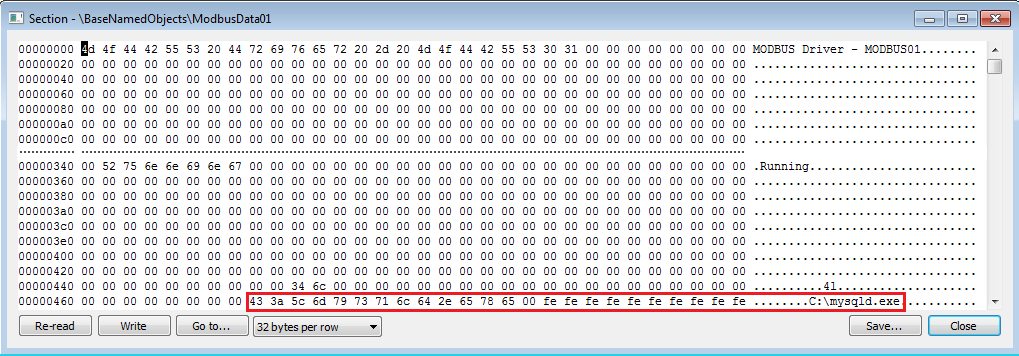 Section - \BaseNamedObjects\ModbusData01
00000000 4d 4f 44 42 55 53 20 44 72 69 76 65 72 20 2d 20 4d 4f 44 42 55 53 30 31 00 00 00 00 00 00 00 00 MODBUS Driver - MODBUS01........
00000020 00 00 00 00 00 00 00 00 00 00 00 00 00 00 00 00 00 00 00 00 00 00 00 00 00 00 00 00 00 00 00 00 ................................
00000040 00 00 00 00 00 00 00 00 00 00 00 00 00 00 00 00 00 00 00 00 00 00 00 00 00 00 00 00 00 00 00 00 ................................
00000060 00 00 00 00 00 00 00 00 00 00 00 00 00 00 00 00 00 00 00 00 00 00 00 00 00 00 00 00 00 00 00 00 ................................
00000080 00 00 00 00 00 00 00 00 00 00 00 00 00 00 00 00 00 00 00 00 00 00 00 00 00 00 00 00 00 00 00 00 ................................
000000a0 00 00 00 00 00 00 00 00 00 00 00 00 00 00 00 00 00 00 00 00 00 00 00 00 00 00 00 00 00 00 00 00 ................................
000000c0 00 00 00 00 00 00 00 00 00 00 00 00 00 00 00 00 00 00 00 00 00 00 00 00 00 00 00 00 00 00 00 00 ................................
00000340 00 52 75 6e 6e 69 6e 67 00 00 00 00 00 00 00 00 00 00 00 00 00 00 00 00 00 00 00 00 00 00 00 00 .Running........................
00000360 00 00 00 00 00 00 00 00 00 00 00 00 00 00 00 00 00 00 00 00 00 00 00 00 00 00 00 00 00 00 00 00 ................................
00000380 00 00 00 00 00 00 00 00 00 00 00 00 00 00 00 00 00 00 00 00 00 00 00 00 00 00 00 00 00 00 00 00 ................................
000003a0 00 00 00 00 00 00 00 00 00 00 00 00 00 00 00 00 00 00 00 00 00 00 00 00 00 00 00 00 00 00 00 00 ................................
000003c0 00 00 00 00 00 00 00 00 00 00 00 00 00 00 00 00 00 00 00 00 00 00 00 00 00 00 00 00 00 00 00 00 ................................
000003e0 00 00 00 00 00 00 00 00 00 00 00 00 00 00 00 00 00 00 00 00 00 00 00 00 00 00 00 00 00 00 00 00 ................................
00000400 00 00 00 00 00 00 00 00 00 00 00 00 00 00 00 00 00 00 00 00 00 00 00 00 00 00 00 00 00 00 00 00 ................................
00000420 00 00 00 00 00 00 00 00 00 00 00 00 00 00 00 00 00 00 00 00 00 00 00 00 00 00 00 00 00 00 00 00 ................................
00000440 00 00 00 00 00 00 00 00 00 00 34 6c 00 00 00 00 00 00 00 00 00 00 00 00 00 00 00 00 00 00 00 00 ..........4l....................
00000460 00 00 00 00 00 00 00 00 43 3a 5c 6d 79 73 71 6c 64 2e 65 78 65 00 fe fe fe fe fe fe fe fe fe fe ........C:\mysqld.exe...........
Re-read Write Go to... 32 bytes per row Save... Close